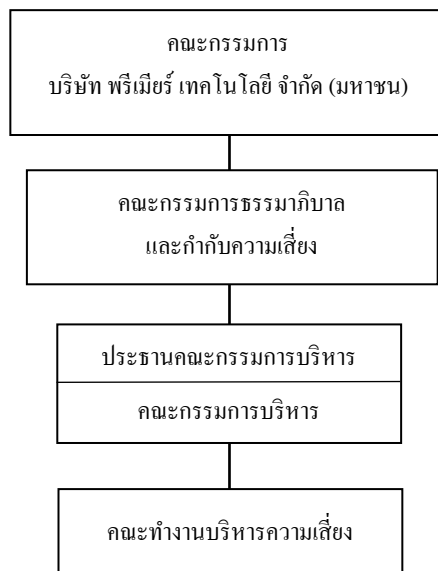 คณะกรรมการ
บริษัท พรีเมียร์ เทคโนโลยี จำกัด (มหาชน)
คณะกรรมการธรรมาภิบาล
และกำกับความเสี่ยง
ประธานคณะกรรมการบริหาร
คณะกรรมการบริหาร
คณะทำงานบริหารความเสี่ยง